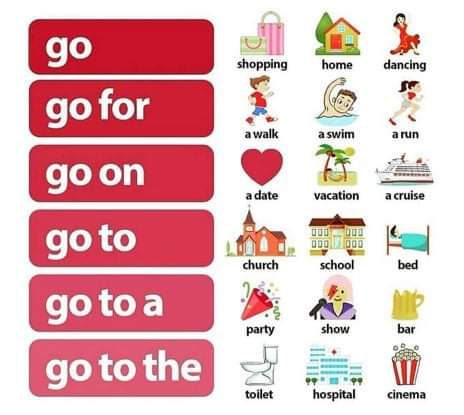 go
shopping home dancing
go for
a walk a swim a run
go on
a date vacation a cruise
go to
church school bed
go to a
party show bar
go to the
toilet hospital cinema